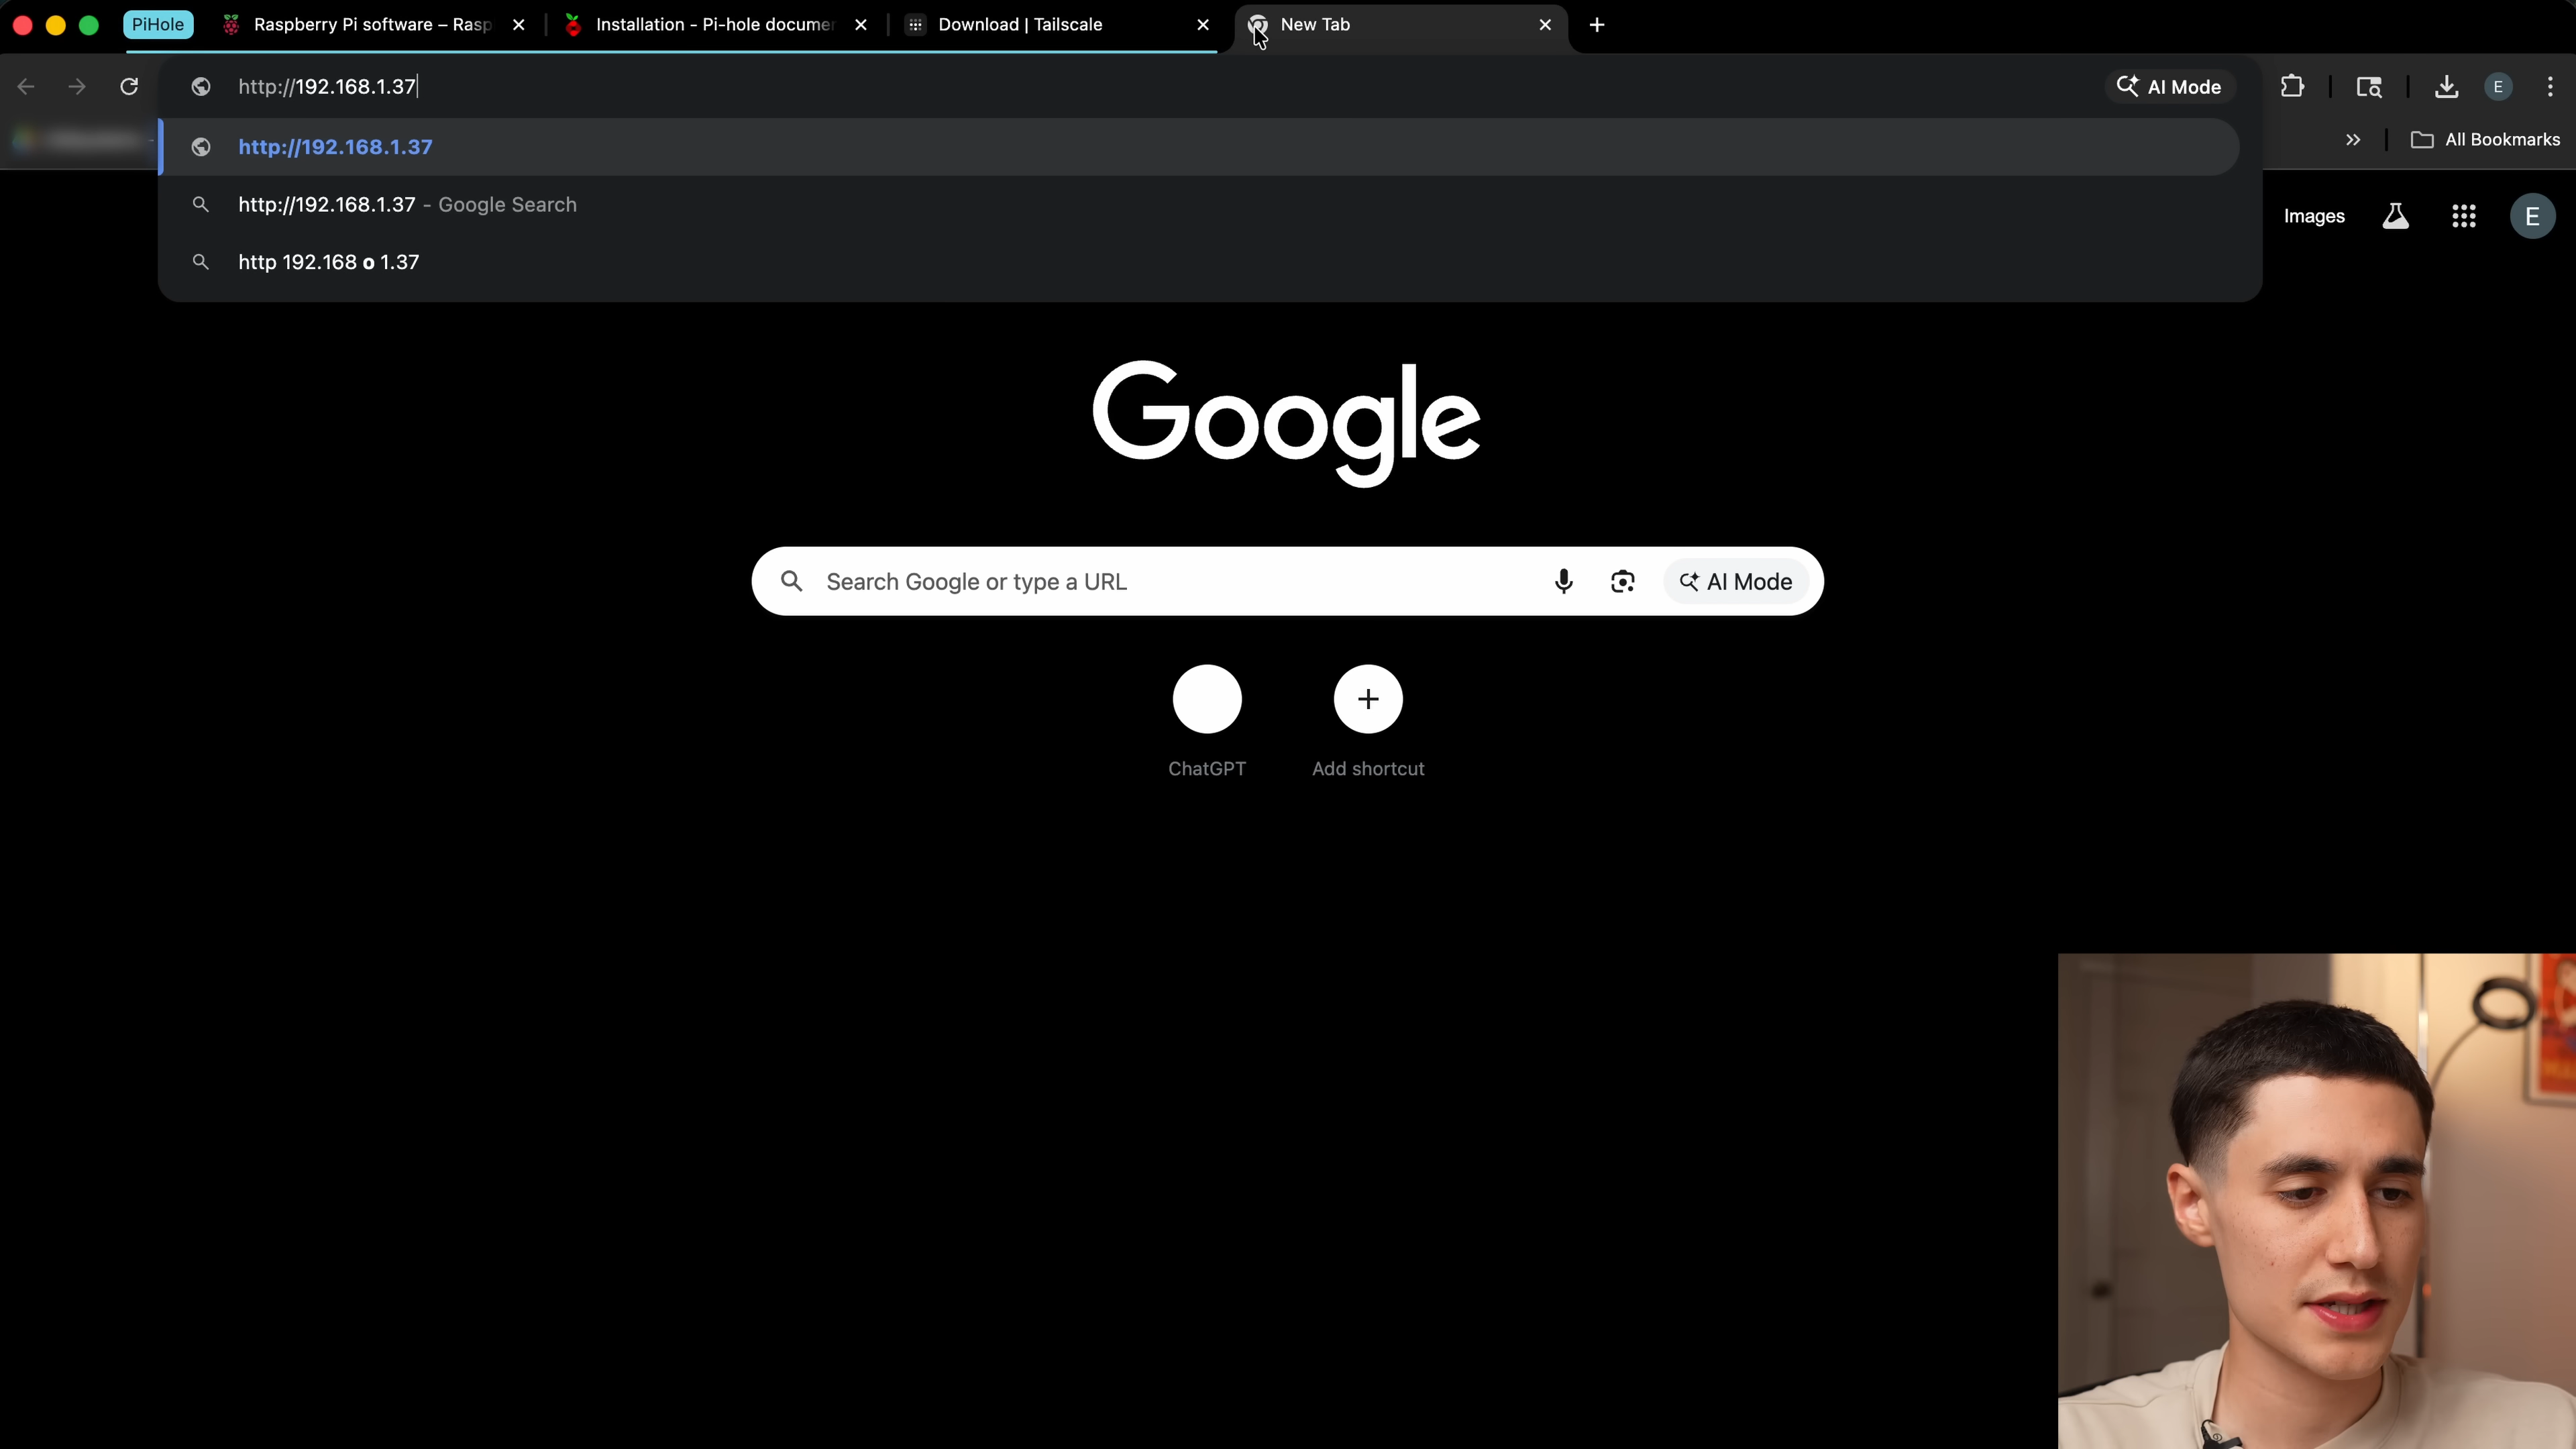 PiHole
Raspberry Pi software – Rasp
Installation - Pi-hole documen
Download | Tailscale
New Tab
http://192.168.1.37
AI Mode
E
http://192.168.1.37
All Bookmarks
http://192.168.1.37 - Google Search
Images
E
http 192.168 o 1.37
Google
Search Google or type a URL
AI Mode
ChatGPT
Add shortcut